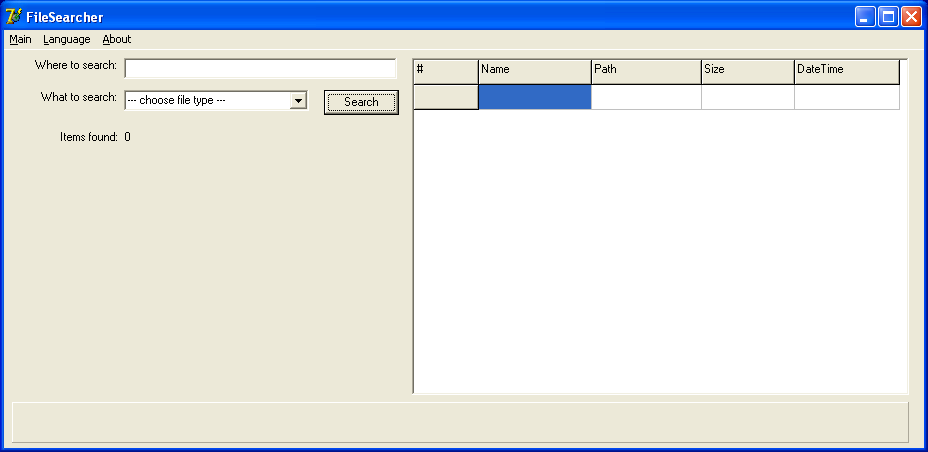 FileSearcher
Main Language About
Where to search:
What to search: --- choose file type --- Search
Items found: 0
# Name Path Size DateTime